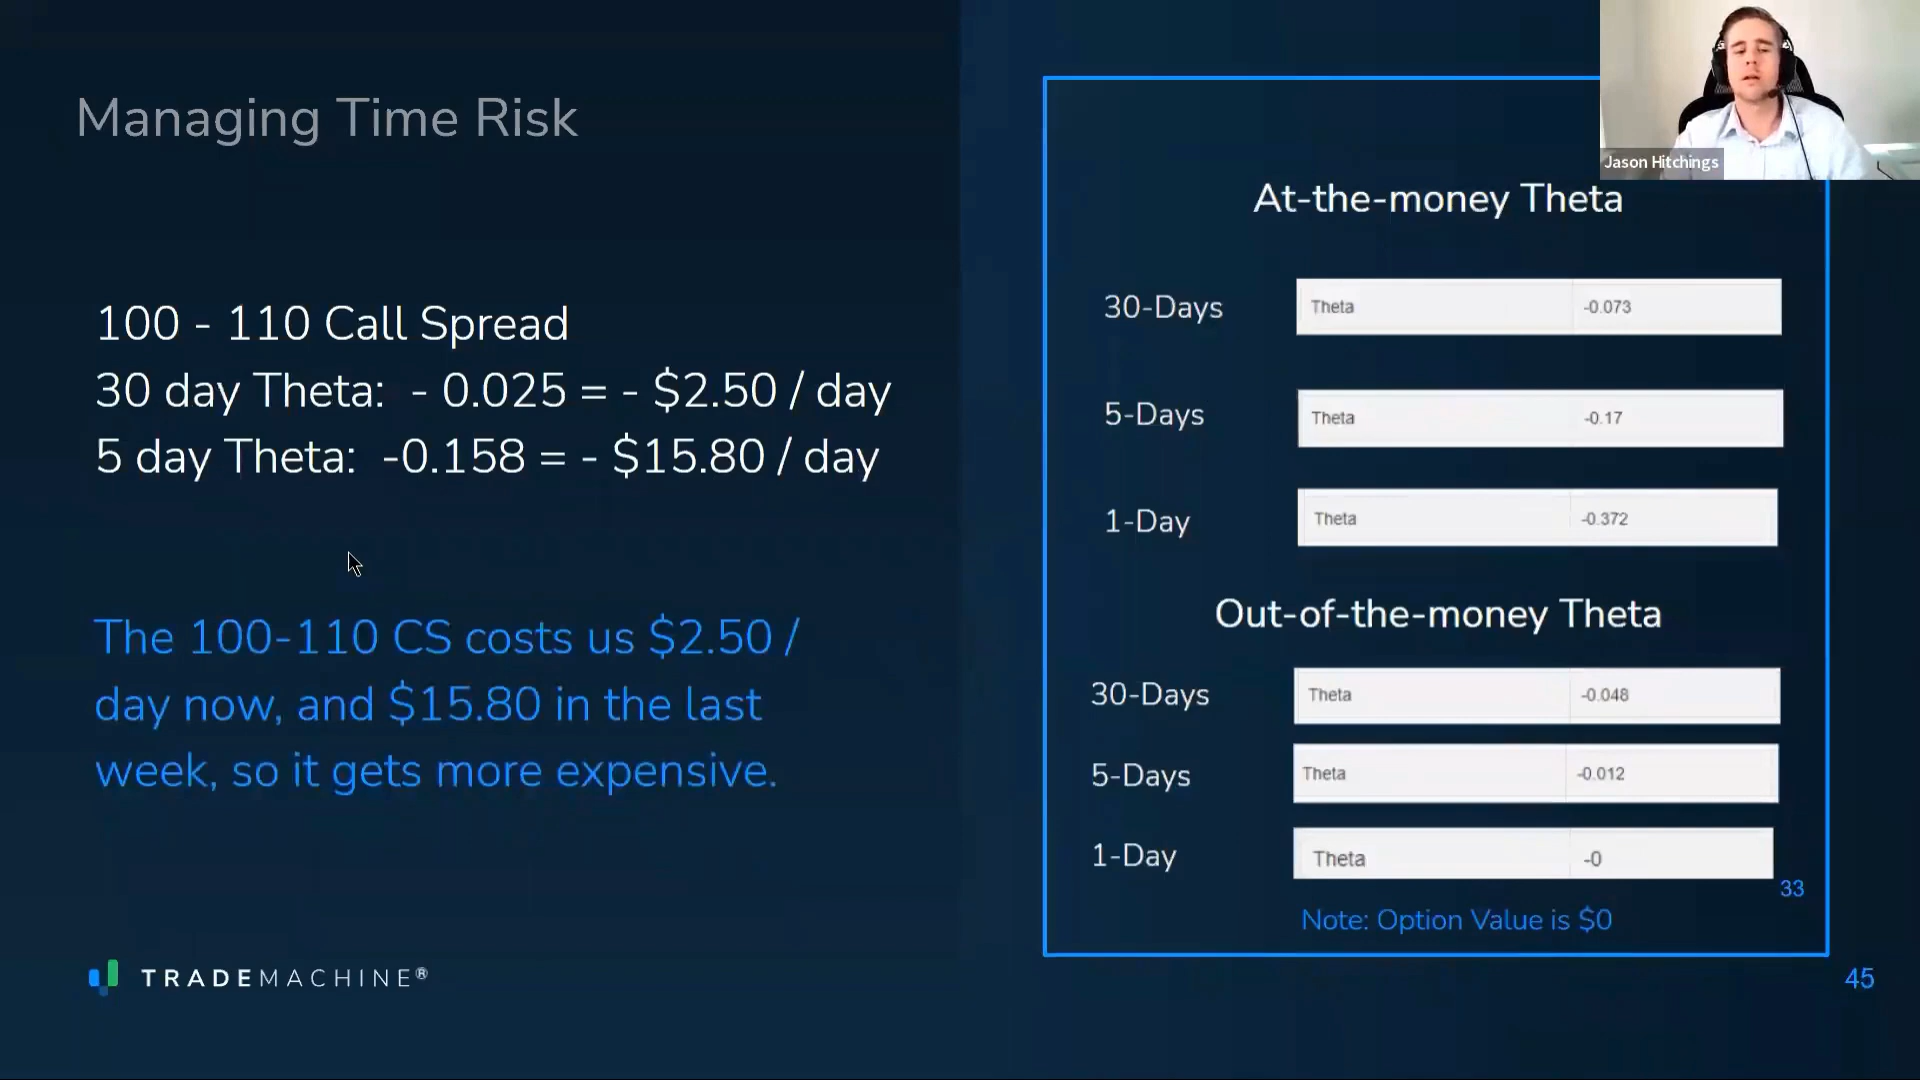 Managing Time Risk
100 - 110 Call Spread
30 day Theta: - 0.025 = - $2.50 / day
5 day Theta: -0.158 = - $15.80 / day
The 100-110 CS costs us $2.50 /
day now, and $15.80 in the last
week, so it gets more expensive.
TRADEMACHINE®
Jason Hitchings
At-the-money Theta
30-Days Theta -0.073
5-Days Theta -0.17
1-Day Theta -0.372
Out-of-the-money Theta
30-Days Theta -0.048
5-Days Theta -0.012
1-Day Theta -0
33
Note: Option Value is $0
45